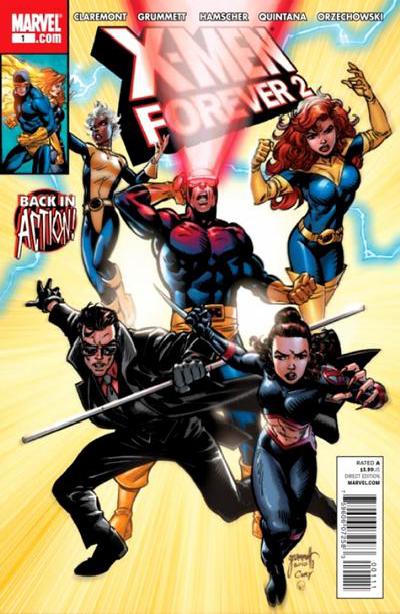 MARVEL
1 .com
CLAREMONT • GRUMMETT • HAMSCHER • QUINTANA • ORZECHOWSKI
X-MEN
FOREVER 2
BACK IN
ACTION!
RATED A
$3.99US
DIRECT EDITION
MARVEL.COM